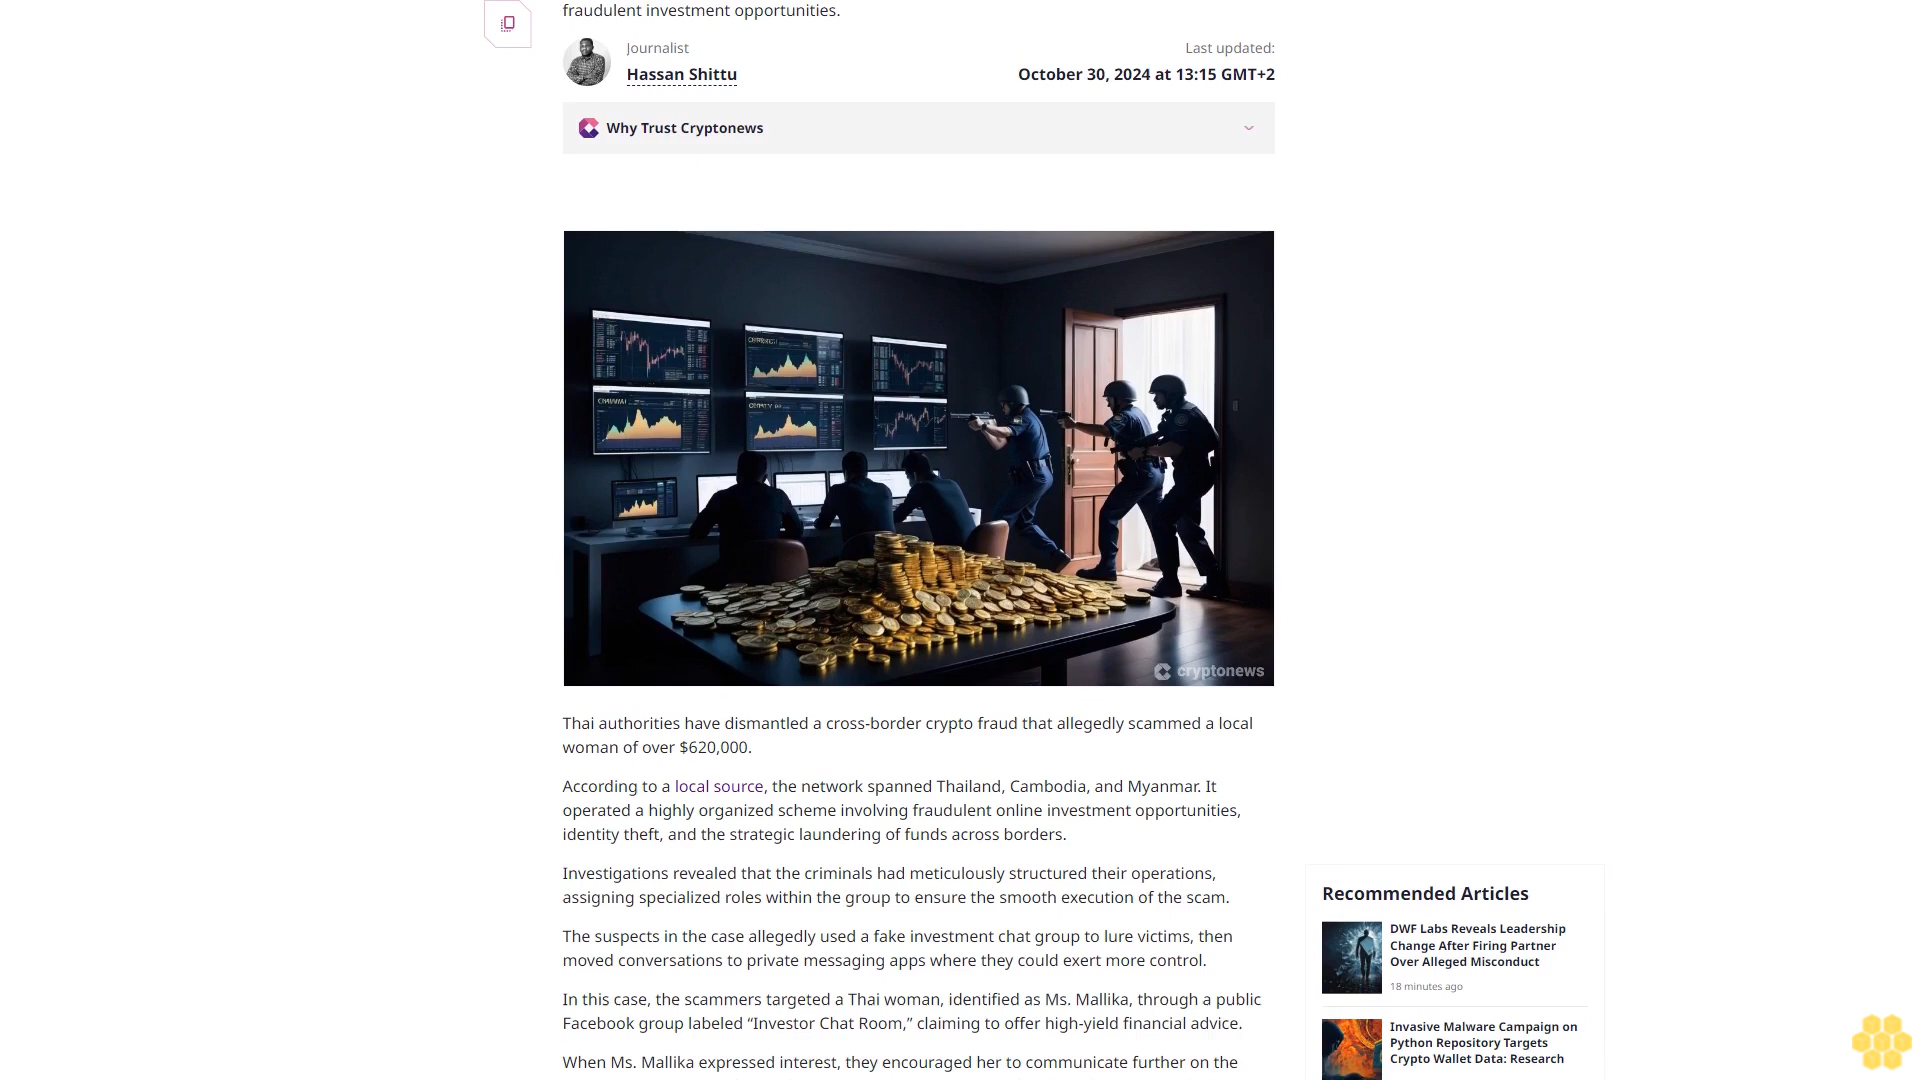 fraudulent investment opportunities.
Journalist
Hassan Shittu
Last updated:
October 30, 2024 at 13:15 GMT+2
Why Trust Cryptonews
cryptonews
Thai authorities have dismantled a cross-border crypto fraud that allegedly scammed a local
woman of over $620,000.
According to a local source, the network spanned Thailand, Cambodia, and Myanmar. It
operated a highly organized scheme involving fraudulent online investment opportunities,
identity theft, and the strategic laundering of funds across borders.
Investigations revealed that the criminals had meticulously structured their operations,
assigning specialized roles within the group to ensure the smooth execution of the scam.
The suspects in the case allegedly used a fake investment chat group to lure victims, then
moved conversations to private messaging apps where they could exert more control.
In this case, the scammers targeted a Thai woman, identified as Ms. Mallika, through a public
Facebook group labeled “Investor Chat Room,” claiming to offer high-yield financial advice.
When Ms. Mallika expressed interest, they encouraged her to communicate further on the
Recommended Articles
DWF Labs Reveals Leadership
Change After Firing Partner
Over Alleged Misconduct
18 minutes ago
Invasive Malware Campaign on
Python Repository Targets
Crypto Wallet Data: Research